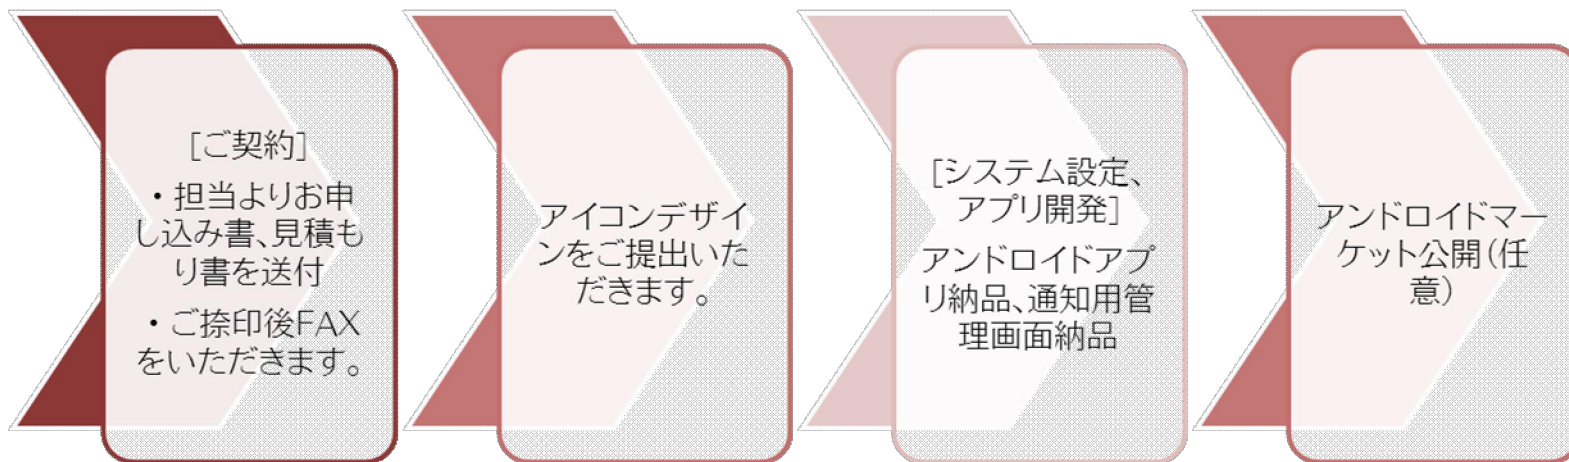 [ご契約]
・担当よりお申
し込み書、見積も
り書を送付
・ご捺印後FAX
をいただきます。
アイコンデザイ
ンをご提出いた
だきます。
[システム設定、
アプリ開発]
アンドロイドアプ
リ納品、通知用管
理画面納品
アンドロイドマー
ケット公開(任
意)